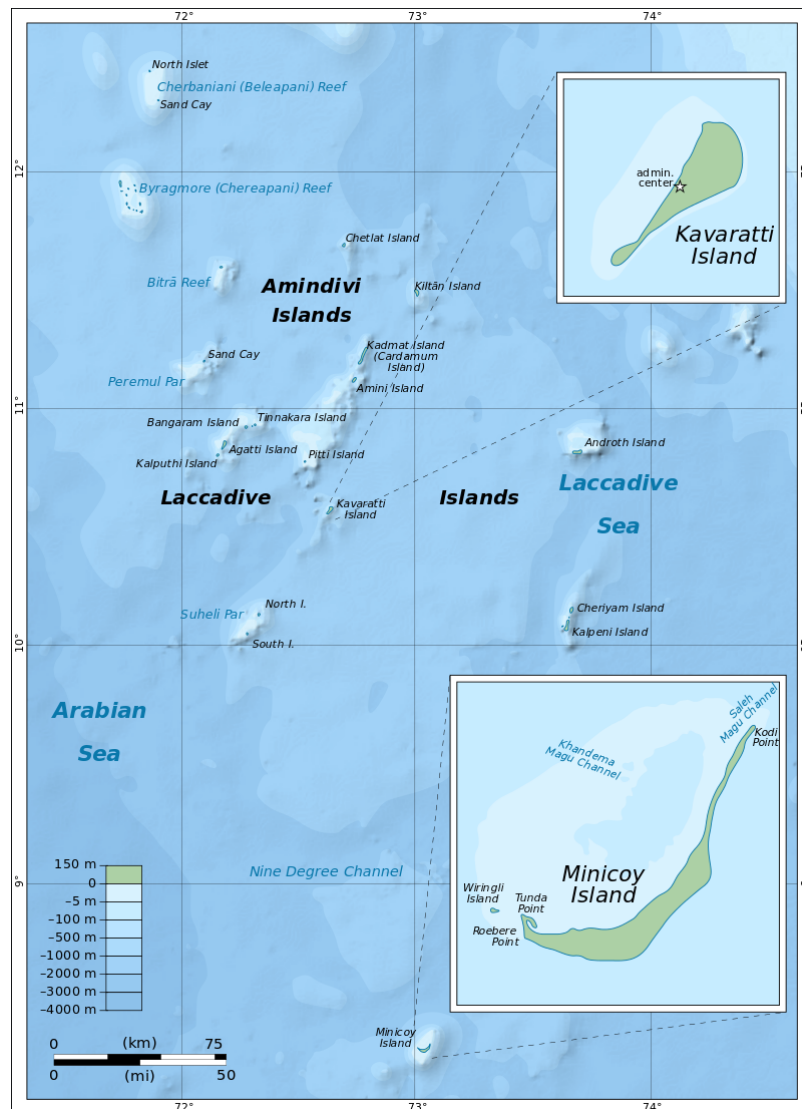 72°
73°
74°
North Islet
Cherbaniani (Beleapani) Reef
Sand Cay
12°
Byragmore (Chereapani) Reef
admin.
center
Kavaratti
Island
Chetlat Island
Bitrā Reef
Amindivi
Islands
Kiltān Island
Sand Cay
Kadmat Island
(Cardamum
Island)
Peremul Par
Amini Island
11°
Bangaram Island
Tinnakara Island
Agatti Island
Kalputhi Island
Pitti Island
Androth Island
Laccadive
Islands
Laccadive
Sea
Kavaratti
Island
North I.
Suheli Par
South I.
Cheriyam Island
Kalpeni Island
10°
Arabian
Sea
Saleh
Magu Channel
Kodi
Point
Khandema
Magu Channel
Minicoy
Island
Wiringli
Island
Tunda
Point
Roebere
Point
9°
Nine Degree Channel
150 m
0
–5 m
–100 m
–500 m
–1000 m
–2000 m
–3000 m
–4000 m
Minicoy
Island
0 (km) 75
0 (mi) 50
72°
73°
74°